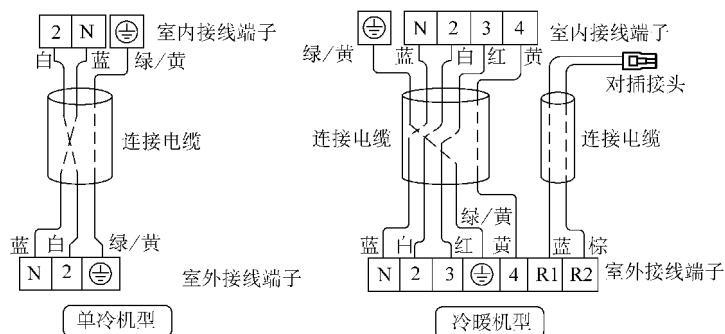 2 N 室内接线端子
白 蓝 绿/黄
连接电缆
蓝 白 绿/黄
N 2 室外接线端子
单冷机型
N 2 3 4 室内接线端子
绿/黄 蓝 白 红 黄
对插接头
连接电缆 连接电缆
绿/黄
蓝 白 红 黄 蓝 棕
N 2 3 4 R1 R2 室外接线端子
冷暖机型